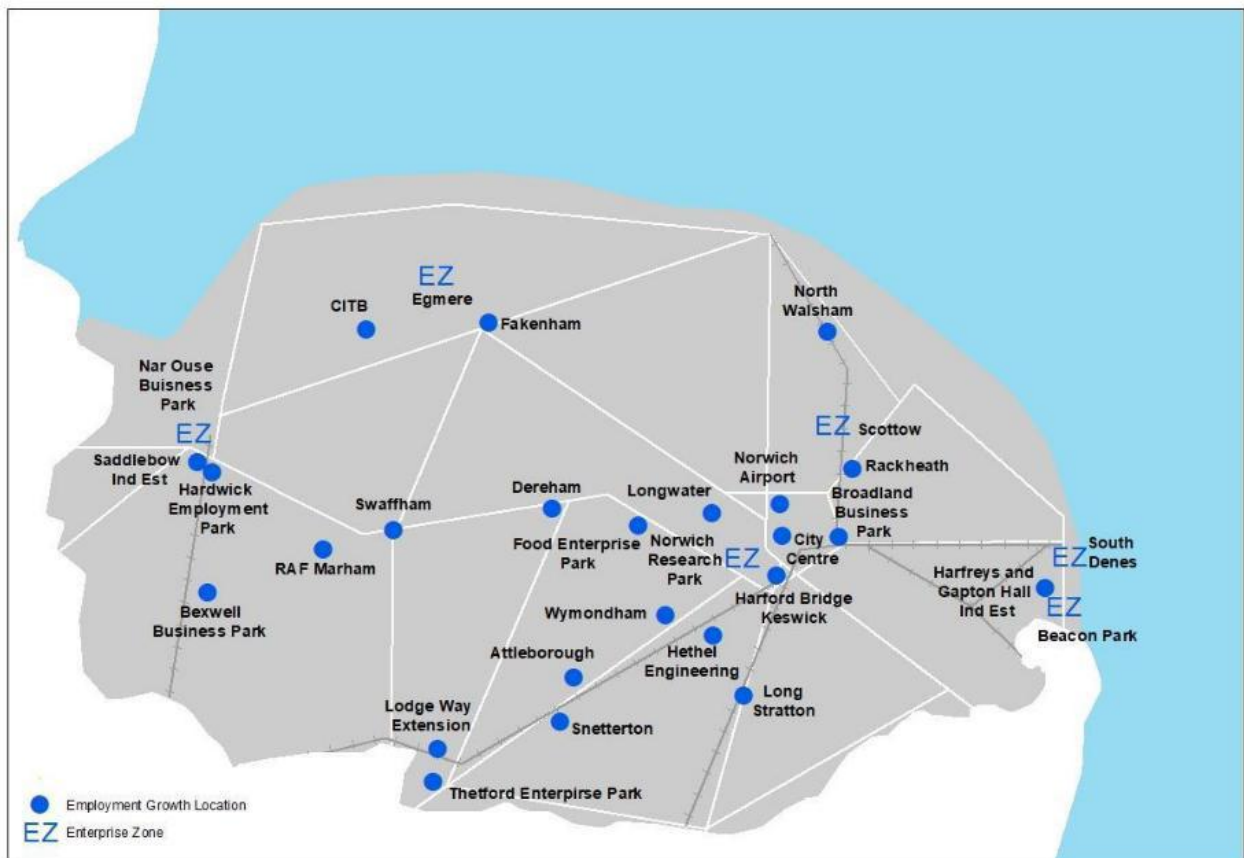 EZ
Egmere
CITB
Fakenham
North
Walsham
Nar Ouse
Buisness
Park
EZ
Saddlebow
Ind Est
Hardwick
Employment
Park
EZ Scottow
Rackheath
Norwich
Airport
Broadland
Business
Park
Swaffham
Dereham
Longwater
RAF Marham
Food Enterprise
Park
Norwich
Research
Park
EZ
City
Centre
EZ
South
Denes
Harfreys and
Gapton Hall
Ind Est
EZ
Beacon Park
Harford Bridge
Keswick
Bexwell
Business Park
Wymondham
Hethel
Engineering
Attleborough
Long
Stratton
Lodge Way
Extension
Snetterton
Thetford Enterpirse Park
Employment Growth Location
EZ Enterprise Zone